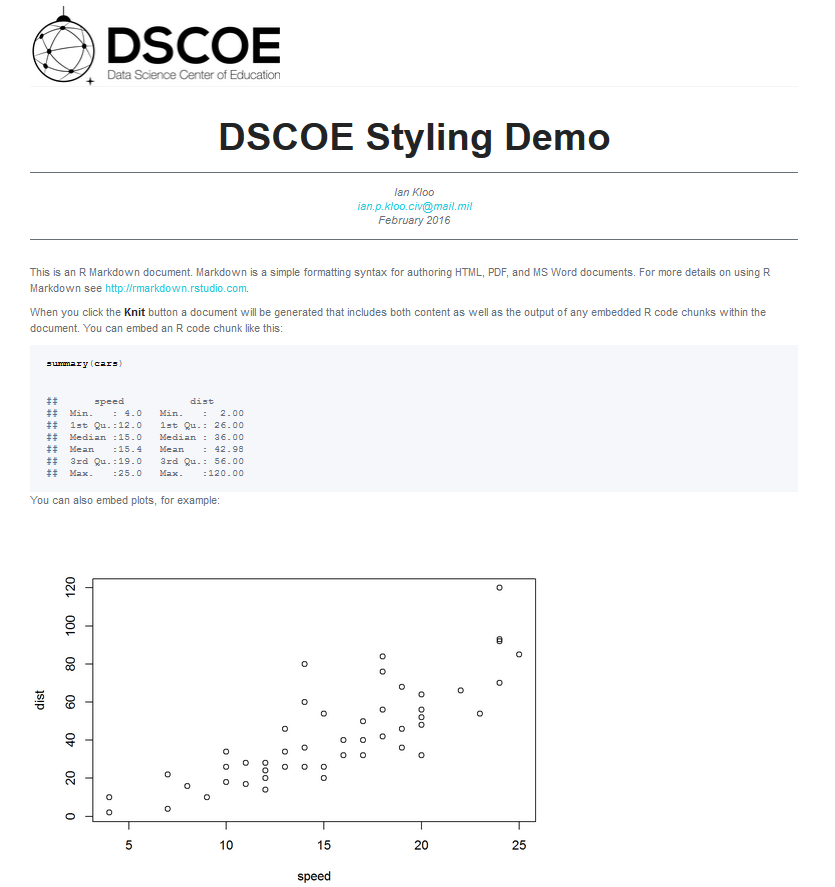 DSCOE
Data Science Center of Education
DSCOE Styling Demo
Ian Kloo
ian.p.kloo.civ@mail.mil
February 2016
This is an R Markdown document. Markdown is a simple formatting syntax for authoring HTML, PDF, and MS Word documents. For more details on using R
Markdown see http://rmarkdown.rstudio.com.
When you click the Knit button a document will be generated that includes both content as well as the output of any embedded R code chunks within the
document. You can embed an R code chunk like this:
summary(cars)
##      speed           dist
##  Min.   : 4.0   Min.   :  2.00
##  1st Qu.:12.0   1st Qu.: 26.00
##  Median :15.0   Median : 36.00
##  Mean   :15.4   Mean   : 42.98
##  3rd Qu.:19.0   3rd Qu.: 56.00
##  Max.   :25.0   Max.   :120.00
You can also embed plots, for example:
120
100
80
60
40
20
0
dist
5 10 15 20 25
speed